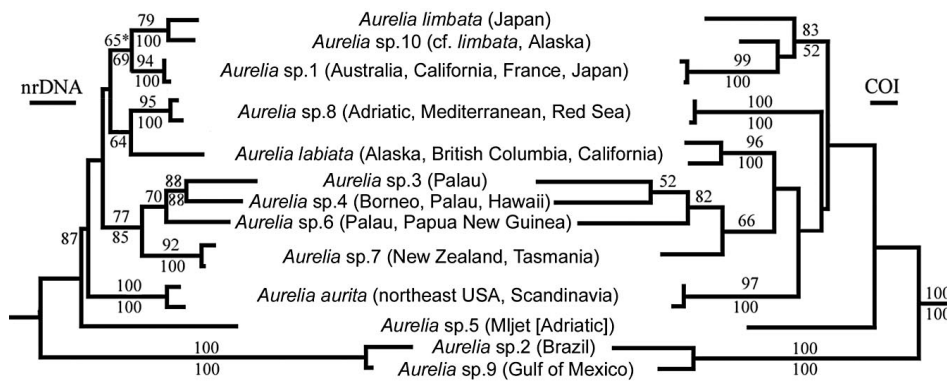 79 Aurelia limbata (Japan) 83
65* 100 Aurelia sp.10 (cf. limbata, Alaska) 52
69 94 Aurelia sp.1 (Australia, California, France, Japan) 99
nrDNA 100 100 COI
95 Aurelia sp.8 (Adriatic, Mediterranean, Red Sea) 100
100 100
64 Aurelia labiata (Alaska, British Columbia, California) 96
100
88 Aurelia sp.3 (Palau) 52
70 88 Aurelia sp.4 (Borneo, Palau, Hawaii) 82
77 Aurelia sp.6 (Palau, Papua New Guinea) 66
87 85 92 Aurelia sp.7 (New Zealand, Tasmania)
100
100 Aurelia aurita (northeast USA, Scandinavia) 97
100 100 100
Aurelia sp.5 (Mljet [Adriatic]) 100
100 Aurelia sp.2 (Brazil) 100
100 Aurelia sp.9 (Gulf of Mexico) 100